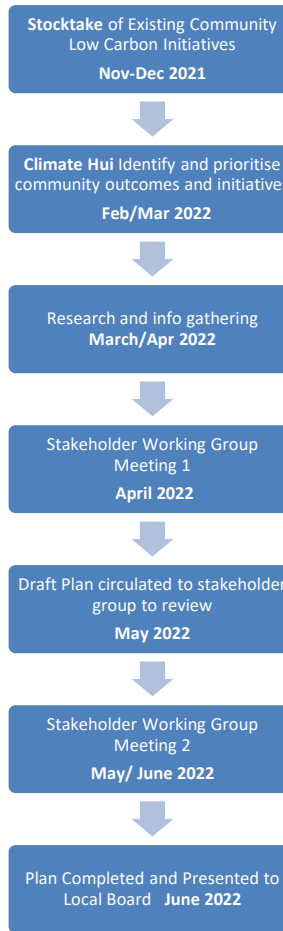 Stocktake of Existing Community
Low Carbon Initiatives
Nov-Dec 2021
Climate Hui Identify and prioritise
community outcomes and initiatives
Feb/Mar 2022
Research and info gathering
March/Apr 2022
Stakeholder Working Group
Meeting 1
April 2022
Draft Plan circulated to stakeholder
group to review
May 2022
Stakeholder Working Group
Meeting 2
May/ June 2022
Plan Completed and Presented to
Local Board June 2022